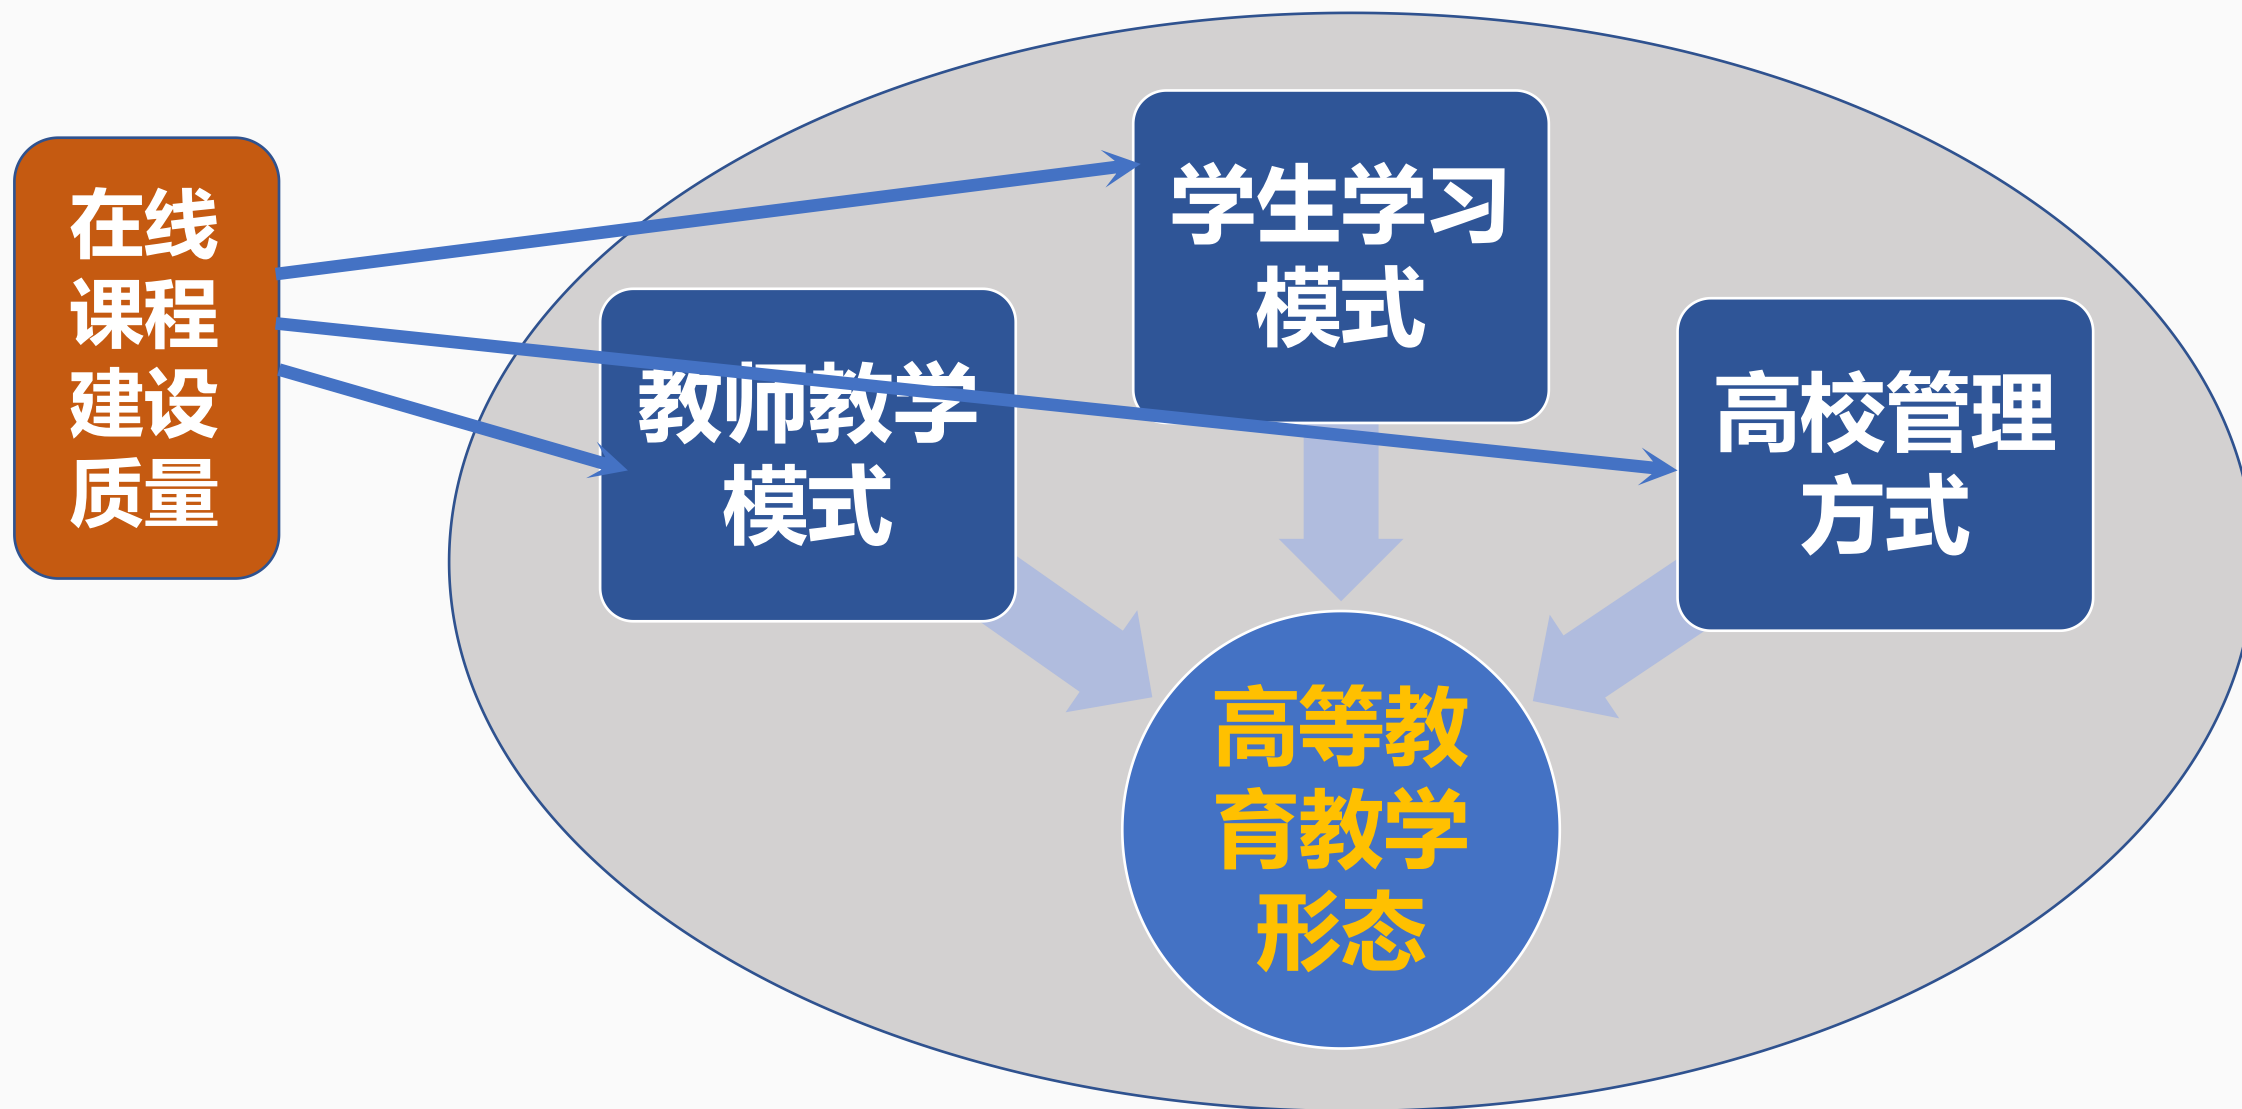 在线
课程
建设
质量
学生学习
模式
教师教学
模式
高校管理
方式
高等教
育教学
形态